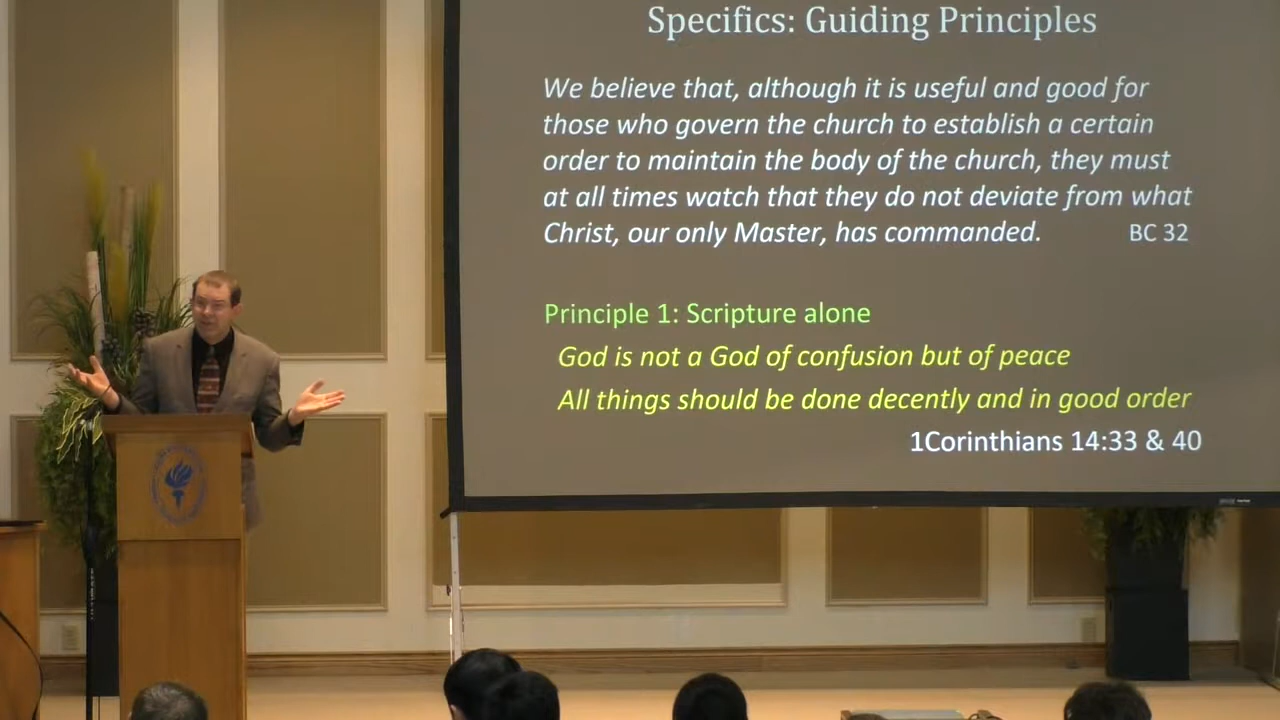 Specifics: Guiding Principles
We believe that, although it is useful and good for
those who govern the church to establish a certain
order to maintain the body of the church, they must
at all times watch that they do not deviate from what
Christ, our only Master, has commanded. BC 32
Principle 1: Scripture alone
God is not a God of confusion but of peace
All things should be done decently and in good order
1Corinthians 14:33 & 40